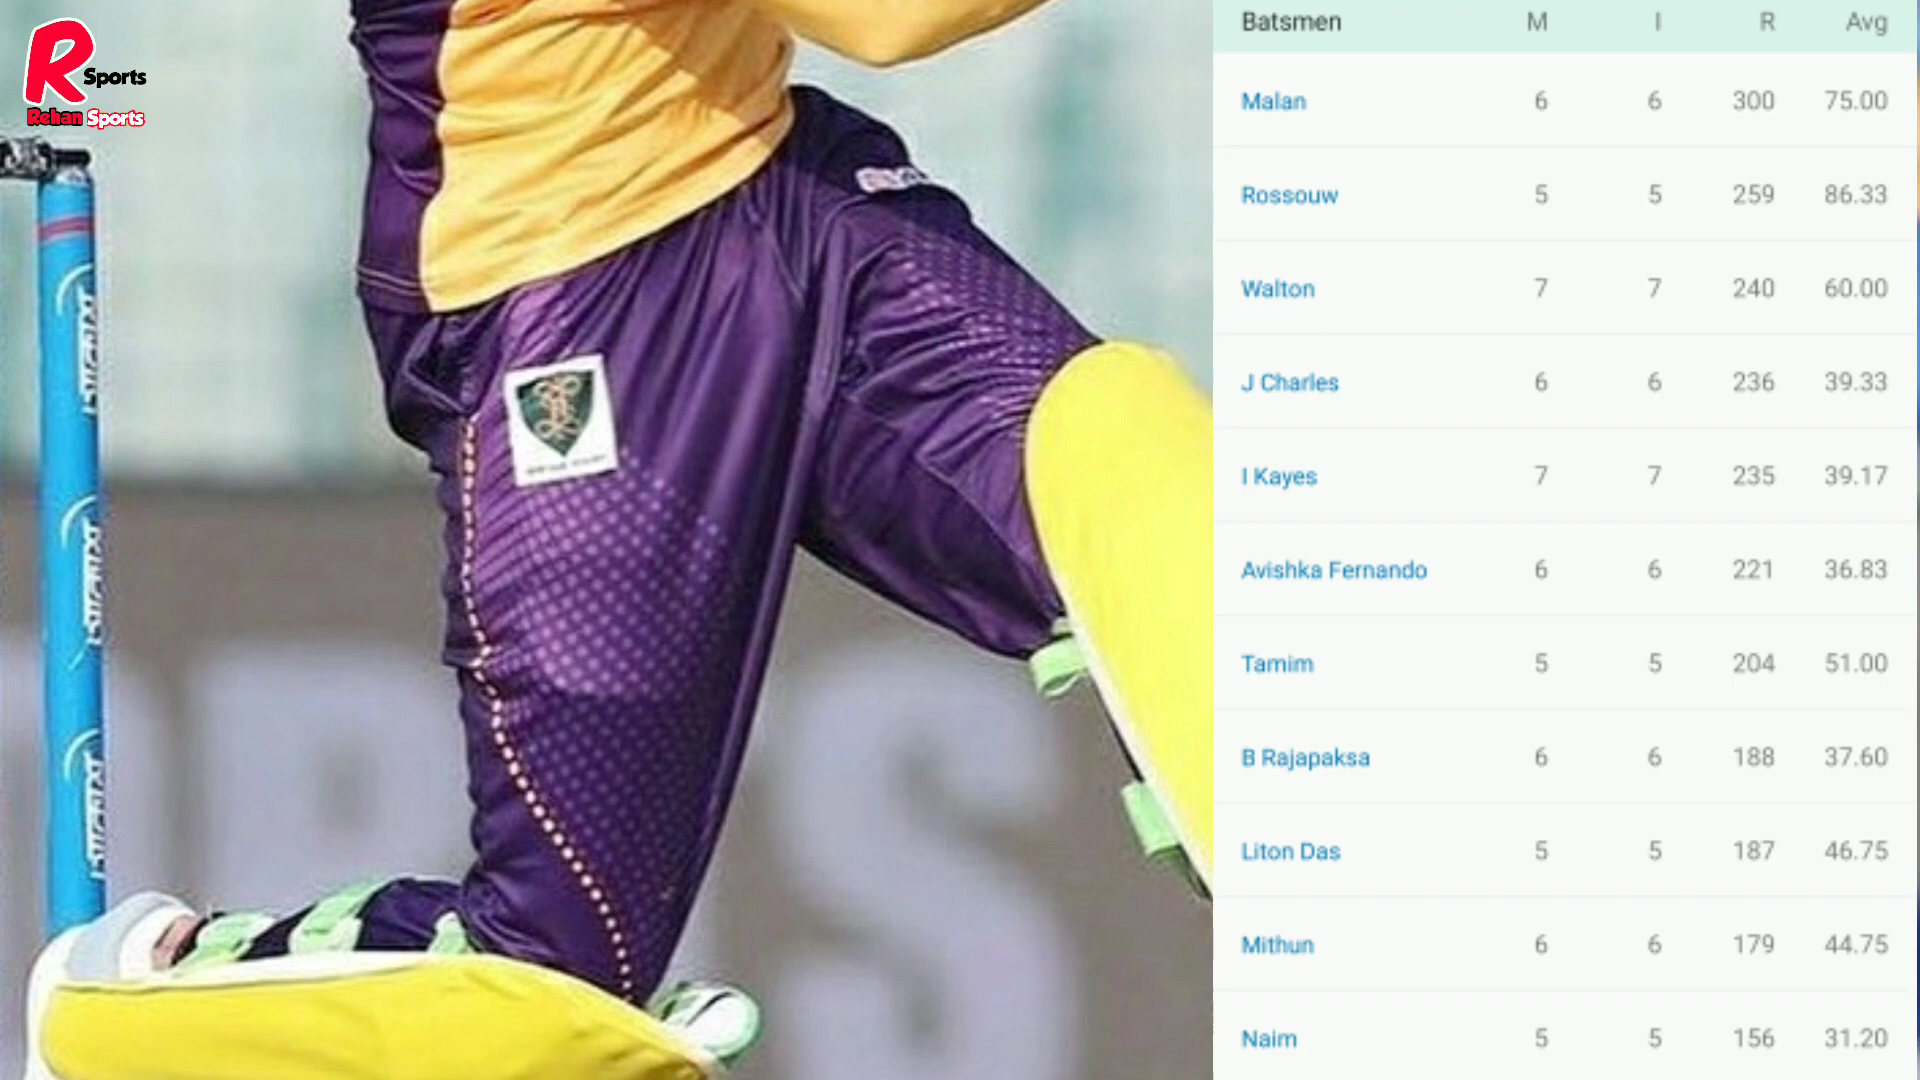 R Sports
Rehan Sports
Batsmen M I R Avg
Malan 6 6 300 75.00
Rossouw 5 5 259 86.33
Walton 7 7 240 60.00
J Charles 6 6 236 39.33
I Kayes 7 7 235 39.17
Avishka Fernando 6 6 221 36.83
Tamim 5 5 204 51.00
B Rajapaksa 6 6 188 37.60
Liton Das 5 5 187 46.75
Mithun 6 6 179 44.75
Naim 5 5 156 31.20